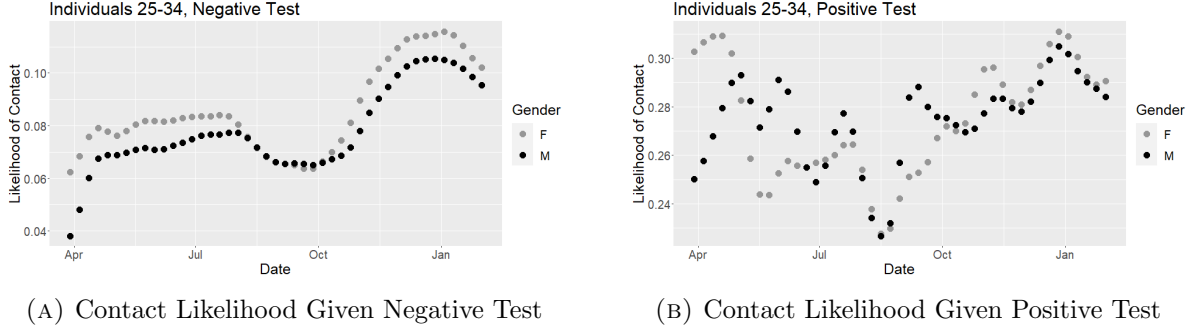 Individuals 25-34, Negative Test
Likelihood of Contact
0.10
0.08
0.06
0.04
Apr
Jul
Oct
Jan
Date
Gender
F
M
(A) Contact Likelihood Given Negative Test
Individuals 25-34, Positive Test
Likelihood of Contact
0.30
0.28
0.26
0.24
Apr
Jul
Oct
Jan
Date
Gender
F
M
(B) Contact Likelihood Given Positive Test